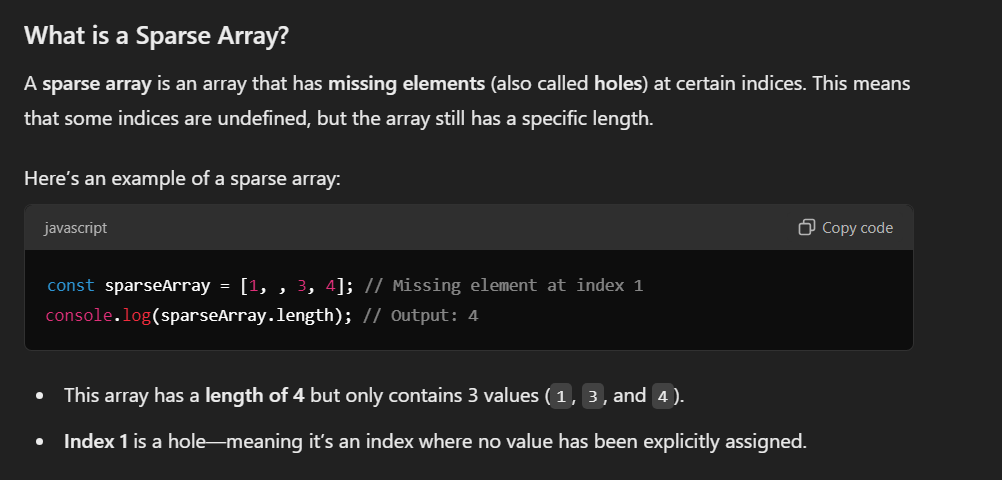 What is a Sparse Array?
A sparse array is an array that has missing elements (also called holes) at certain indices. This means
that some indices are undefined, but the array still has a specific length.
Here's an example of a sparse array:
javascript
Copy code
const sparseArray = [1, , 3, 4]; // Missing element at index 1
console.log(sparseArray.length); // Output: 4
• This array has a length of 4 but only contains 3 values (1, 3, and 4).
• Index 1 is a hole—meaning it's an index where no value has been explicitly assigned.